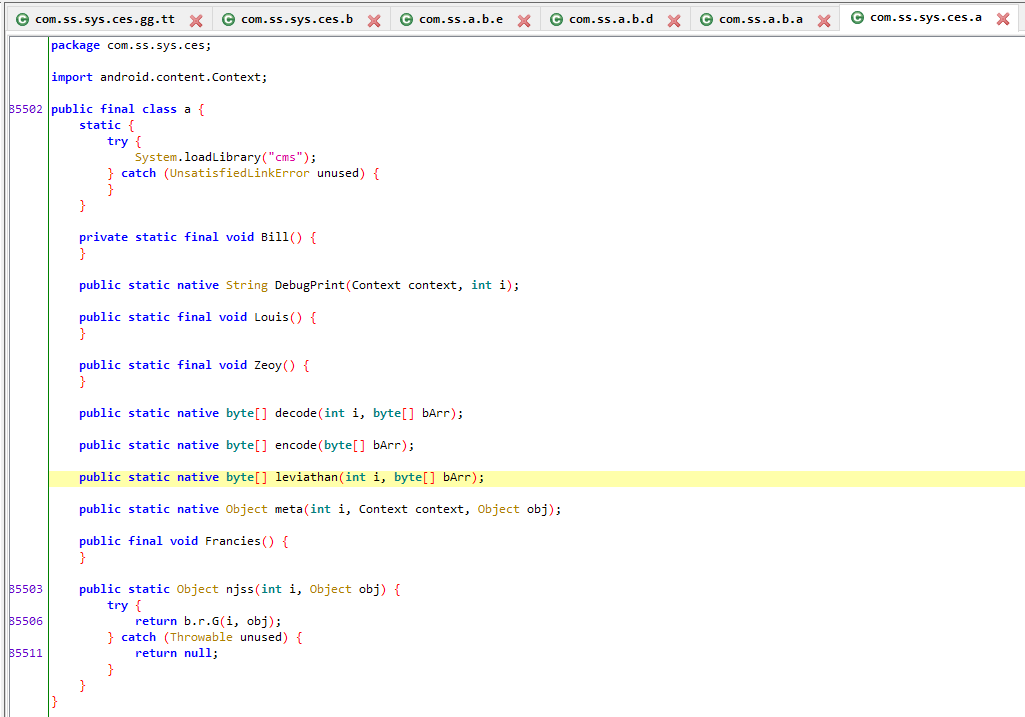 com.ss.sys.ces.gg.tt com.ss.sys.ces.b com.ss.a.b.e com.ss.a.b.d com.ss.a.b.a com.ss.sys.ces.a
package com.ss.sys.ces;
import android.content.Context;
85502 public final class a {
static {
try {
System.loadLibrary("cms");
} catch (UnsatisfiedLinkError unused) {
}
}
private static final void Bill() {
}
public static native String DebugPrint(Context context, int i);
public static final void Louis() {
}
public static final void Zeoy() {
}
public static native byte[] decode(int i, byte[] bArr);
public static native byte[] encode(byte[] bArr);
public static native byte[] leviathan(int i, byte[] bArr);
public static native Object meta(int i, Context context, Object obj);
public final void Francies() {
}
85503 public static Object njss(int i, Object obj) {
try {
85506 return b.r.G(i, obj);
} catch (Throwable unused) {
85511 return null;
}
}
}